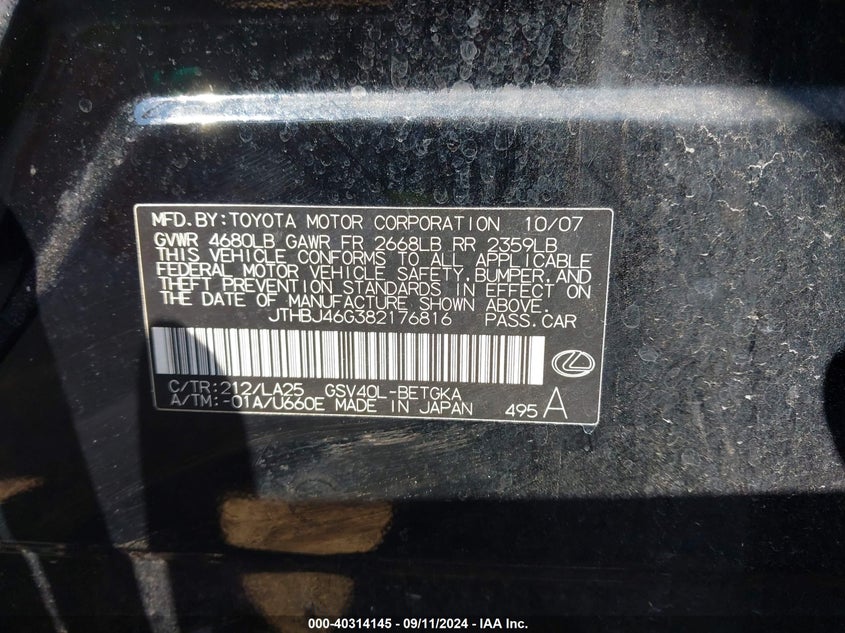 MFD. BY: TOYOTA MOTOR CORPORATION 10/07
GVWR 4680LB GAWR FR 2668LB RR 2359LB
THIS VEHICLE CONFORMS TO ALL APPLICABLE
FEDERAL MOTOR VEHICLE SAFETY, BUMPER, AND
THEFT PREVENTION STANDARDS IN EFFECT ON
THE DATE OF MANUFACTURE SHOWN ABOVE.
JTHBJ46G382176816 PASS. CAR
C/TR: 212/LA25 GSV40L-BETGKA
A/TM: -01A/U660E MADE IN JAPAN 495 A
000-40314145 - 09/11/2024 - IAA Inc.